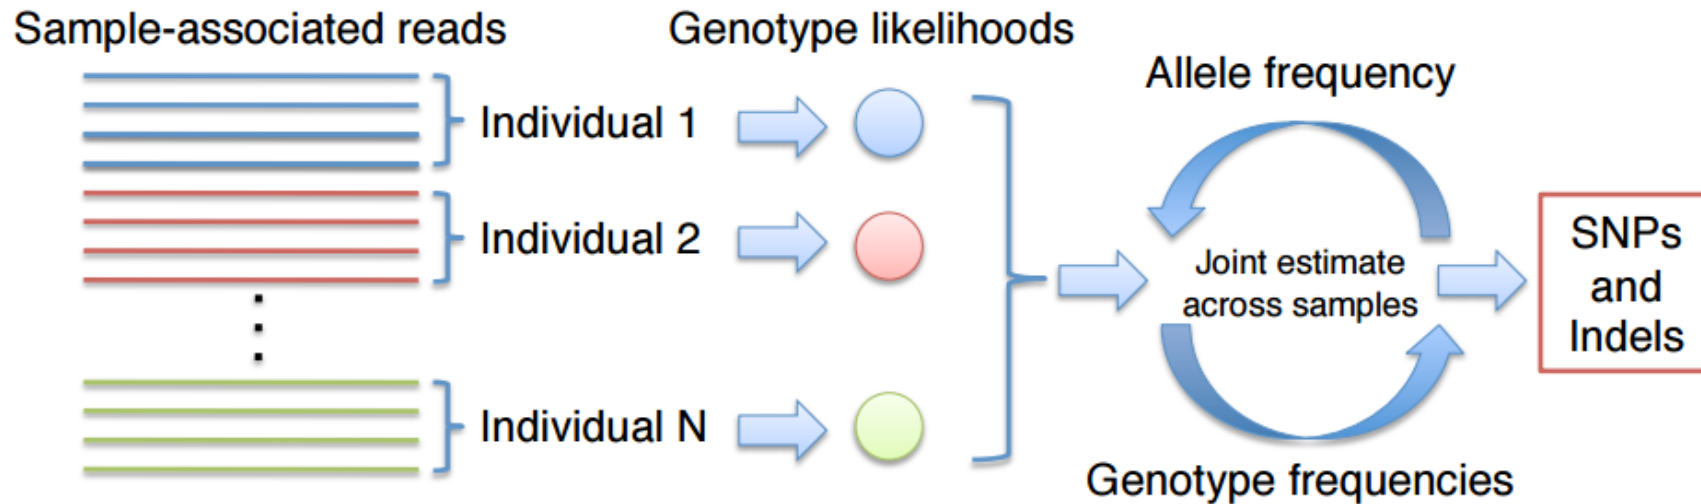 Sample-associated reads
Genotype likelihoods
Allele frequency
Individual 1
Individual 2
Individual N
Joint estimate
across samples
Genotype frequencies
SNPs
and
Indels